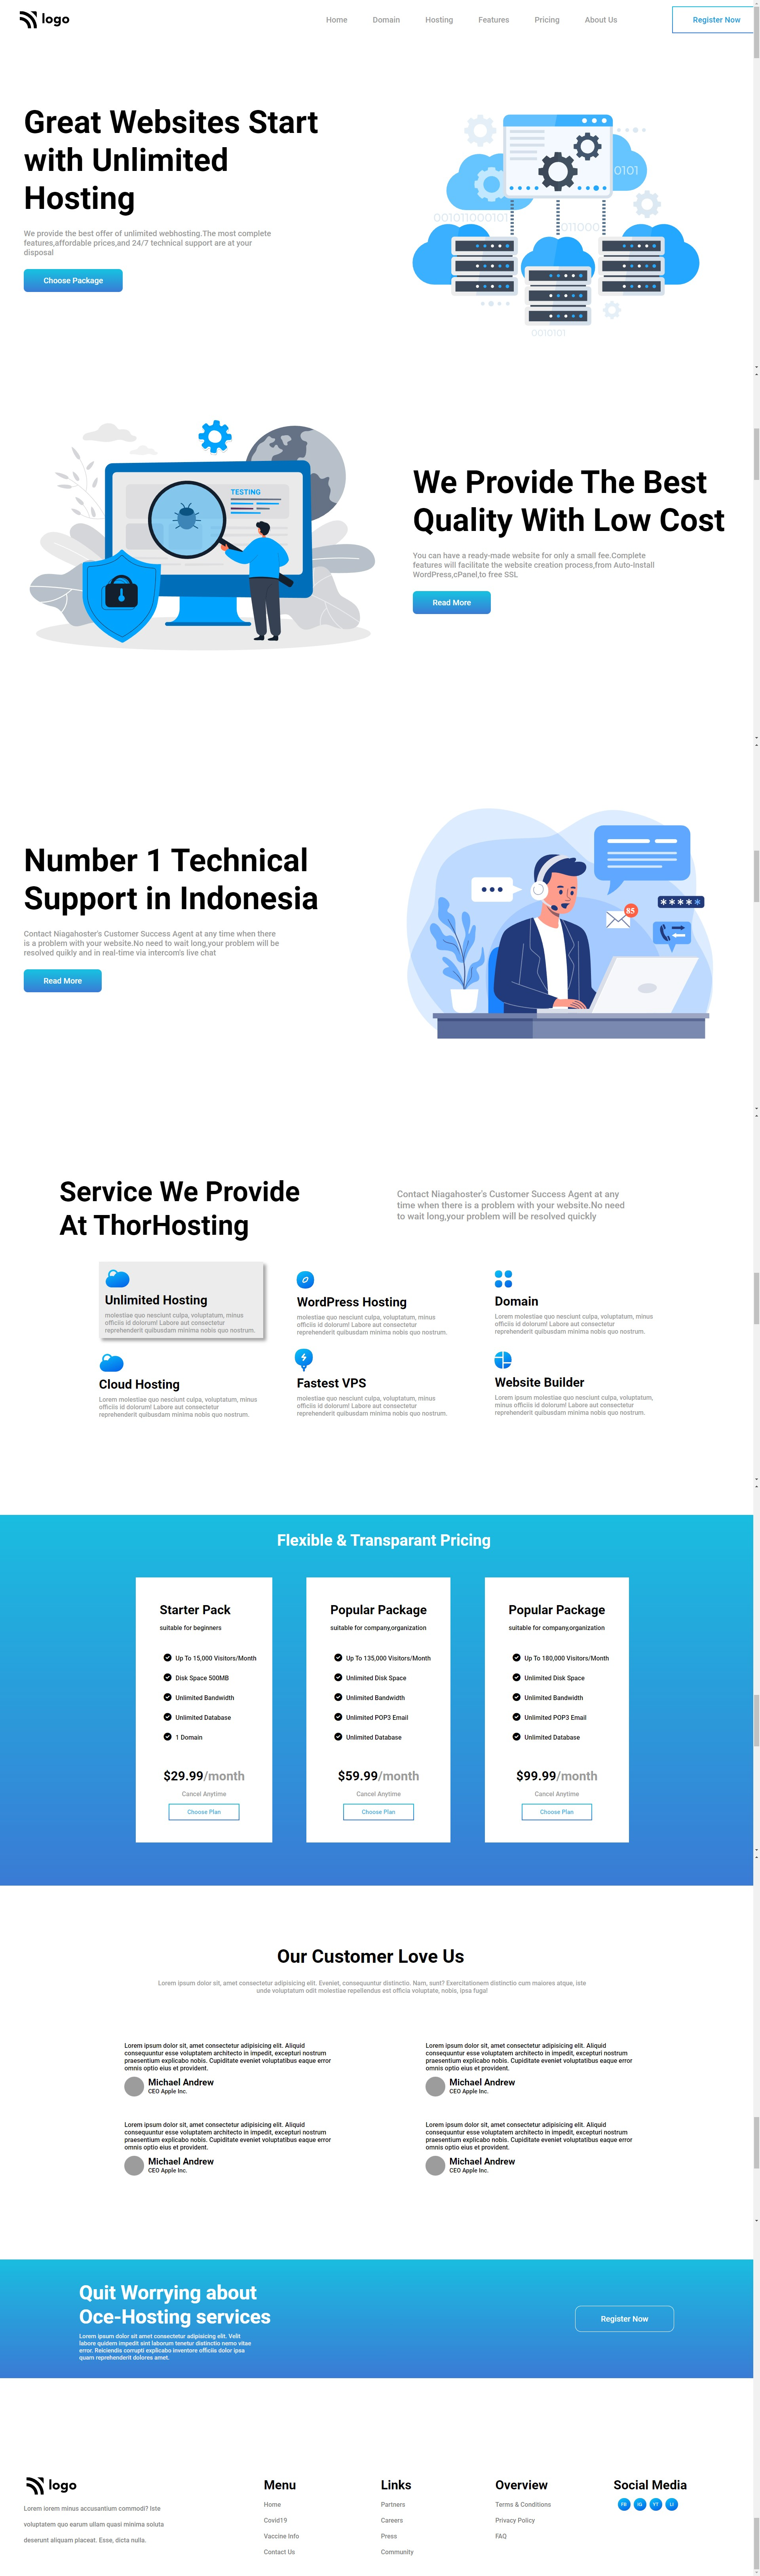 logo
Home Domain Hosting Features Pricing About Us Register Now
Great Websites Start
with Unlimited
Hosting
We provide the best offer of unlimited webhosting.The most complete
features,affordable prices,and 24/7 technical support are at your
disposal
Choose Package
0101
001011000101
011000
0010101
TESTING
We Provide The Best
Quality With Low Cost
You can have a ready-made website for only a small fee.Complete
features will facilitate the website creation process,from Auto-Install
WordPress,cPanel,to free SSL
Read More
Number 1 Technical
Support in Indonesia
Contact Niagahoster's Customer Success Agent at any time when there
is a problem with your website.No need to wait long,your problem will be
resolved quikly and in real-time via intercom's live chat
Read More
85
*****
Service We Provide
At ThorHosting
Contact Niagahoster's Customer Success Agent at any
time when there is a problem with your website.No need
to wait long,your problem will be resolved quickly
Unlimited Hosting
molestiae quo nesciunt culpa, voluptatum, minus
officiis id dolorum! Labore aut consectetur
reprehenderit quibusdam minima nobis quo nostrum.
WordPress Hosting
molestiae quo nesciunt culpa, voluptatum, minus
officiis id dolorum! Labore aut consectetur
reprehenderit quibusdam minima nobis quo nostrum.
Domain
Lorem molestiae quo nesciunt culpa, voluptatum, minus
officiis id dolorum! Labore aut consectetur
reprehenderit quibusdam minima nobis quo nostrum.
Cloud Hosting
Lorem molestiae quo nesciunt culpa, voluptatum, minus
officiis id dolorum! Labore aut consectetur
reprehenderit quibusdam minima nobis quo nostrum.
Fastest VPS
molestiae quo nesciunt culpa, voluptatum, minus
officiis id dolorum! Labore aut consectetur
reprehenderit quibusdam minima nobis quo nostrum.
Website Builder
Lorem ipsum molestiae quo nesciunt culpa, voluptatum,
minus officiis id dolorum! Labore aut consectetur
reprehenderit quibusdam minima nobis quo nostrum.
Flexible & Transparant Pricing
Starter Pack
suitable for beginners
Up To 15,000 Visitors/Month
Disk Space 500MB
Unlimited Bandwidth
Unlimited Database
1 Domain
$29.99/month
Cancel Anytime
Choose Plan
Popular Package
suitable for company,organization
Up To 135,000 Visitors/Month
Unlimited Disk Space
Unlimited Bandwidth
Unlimited POP3 Email
Unlimited Database
$59.99/month
Cancel Anytime
Choose Plan
Popular Package
suitable for company,organization
Up To 180,000 Visitors/Month
Unlimited Disk Space
Unlimited Bandwidth
Unlimited POP3 Email
Unlimited Database
$99.99/month
Cancel Anytime
Choose Plan
Our Customer Love Us
Lorem ipsum dolor sit, amet consectetur adipisicing elit. Eveniet, consequuntur distinctio. Nam, sunt? Exercitationem distinctio cum maiores atque, iste
unde voluptatum odit molestiae repellendus est officia voluptate, nobis, ipsa fuga!
Lorem ipsum dolor sit, amet consectetur adipisicing elit. Aliquid
consequuntur esse voluptatem architecto in impedit, excepturi nostrum
praesentium explicabo nobis. Cupiditate eveniet voluptatibus eaque error
omnis optio eius et provident.
Michael Andrew
CEO Apple Inc.
Lorem ipsum dolor sit, amet consectetur adipisicing elit. Aliquid
consequuntur esse voluptatem architecto in impedit, excepturi nostrum
praesentium explicabo nobis. Cupiditate eveniet voluptatibus eaque error
omnis optio eius et provident.
Michael Andrew
CEO Apple Inc.
Lorem ipsum dolor sit, amet consectetur adipisicing elit. Aliquid
consequuntur esse voluptatem architecto in impedit, excepturi nostrum
praesentium explicabo nobis. Cupiditate eveniet voluptatibus eaque error
omnis optio eius et provident.
Michael Andrew
CEO Apple Inc.
Lorem ipsum dolor sit, amet consectetur adipisicing elit. Aliquid
consequuntur esse voluptatem architecto in impedit, excepturi nostrum
praesentium explicabo nobis. Cupiditate eveniet voluptatibus eaque error
omnis optio eius et provident.
Michael Andrew
CEO Apple Inc.
Quit Worrying about
Oce-Hosting services
Lorem ipsum dolor sit amet consectetur adipisicing elit. Velit
labore quidem impedit sint laborum tenetur distinctio nemo vitae
error. Reiciendis corrupti explicabo inventore officiis dolor ipsa
quam reprehenderit dolores amet.
Register Now
logo
Lorem lorem minus accusantium commodi? Iste
voluptatem quo earum ullam quasi minima soluta
deserunt aliquam placeat. Esse, dicta nulla.
Menu
Home
Covid19
Vaccine Info
Contact Us
Links
Partners
Careers
Press
Community
Overview
Terms & Conditions
Privacy Policy
FAQ
Social Media
FB IG YT LI